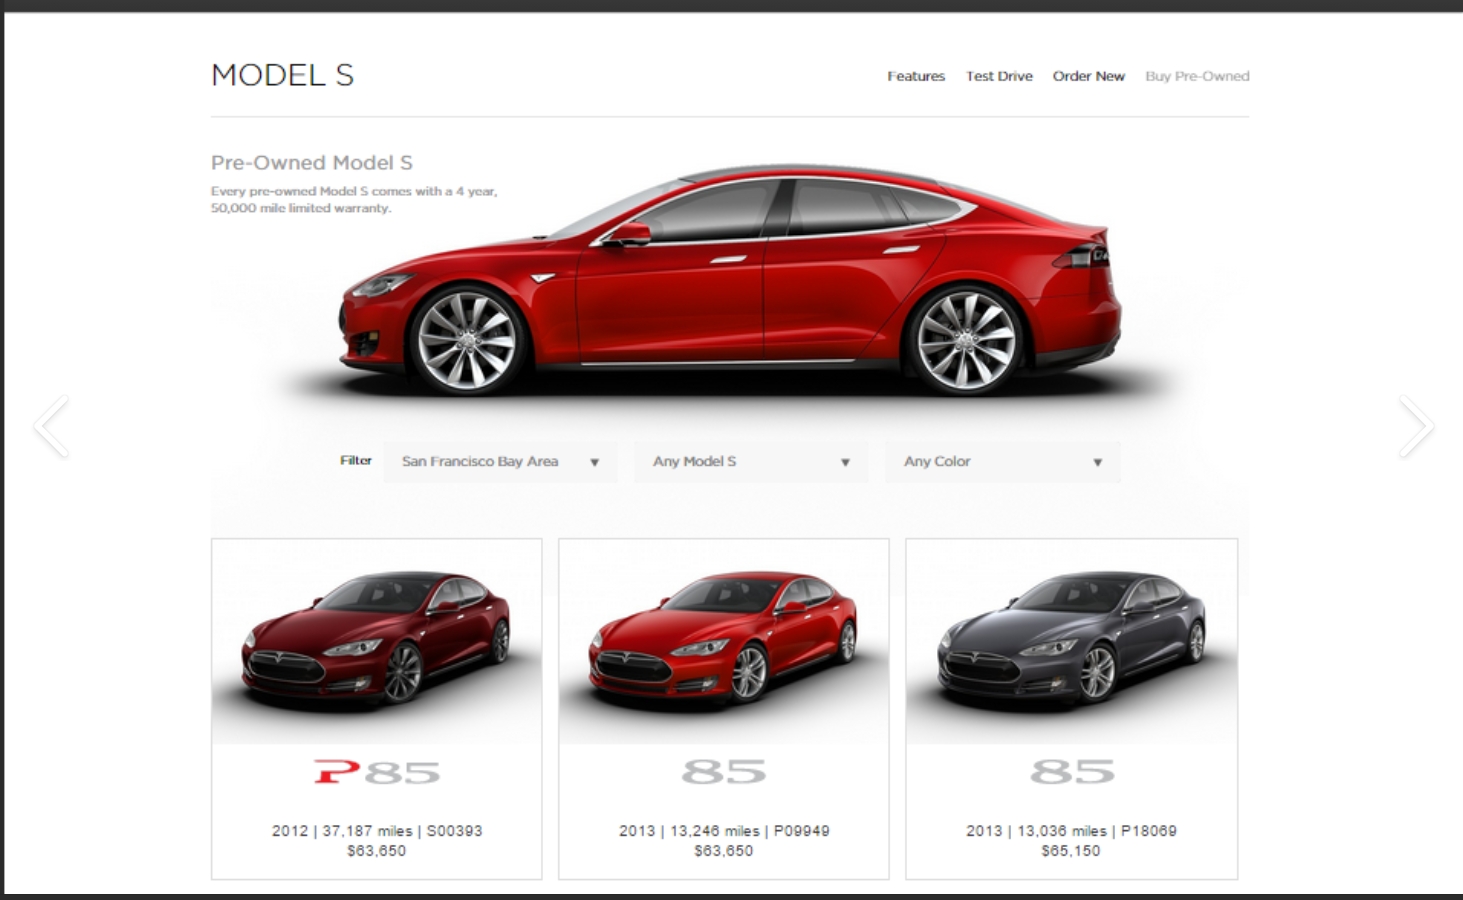 MODEL S
Features Test Drive Order New Buy Pre-Owned
Pre-Owned Model S
Every pre-owned Model S comes with a 4 year,
50,000 mile limited warranty.
Filter San Francisco Bay Area Any Model S Any Color
P85
2012 | 37,187 miles | S00393
$63,650
85
2013 | 13,246 miles | P09949
$63,650
85
2013 | 13,036 miles | P18069
$65,150